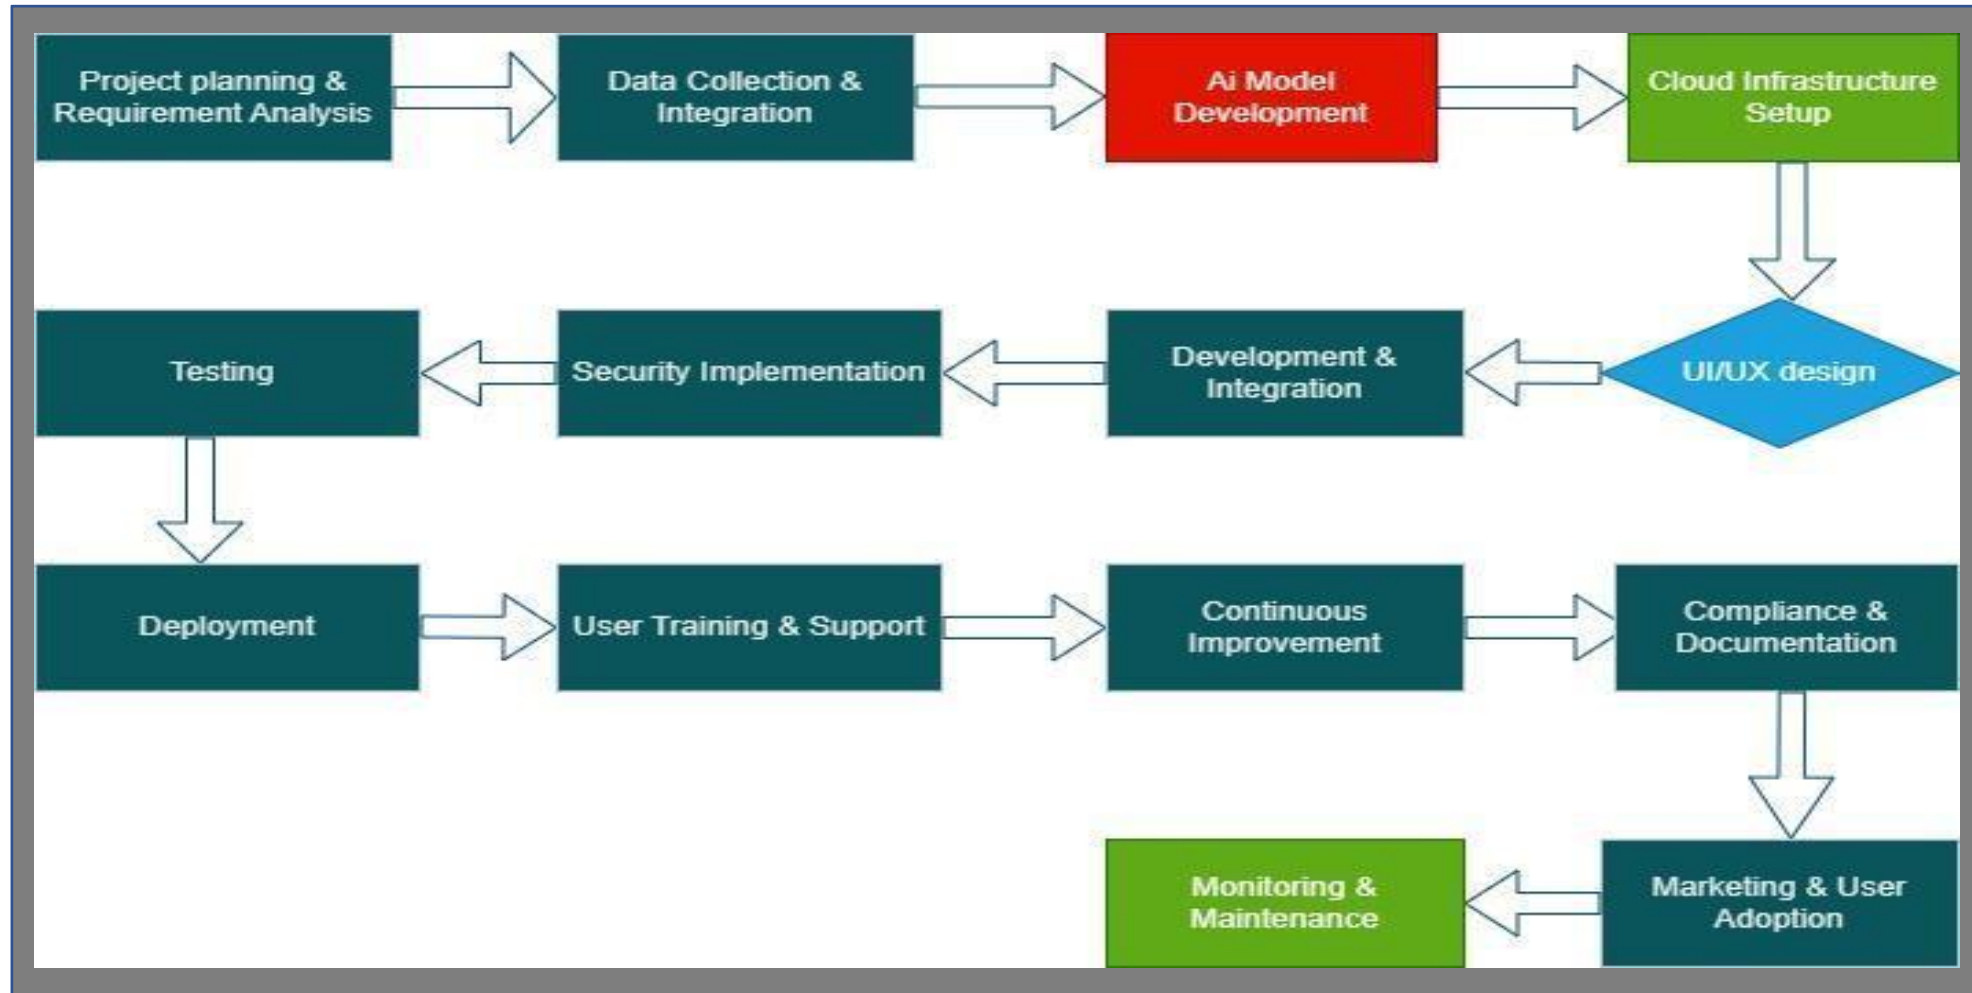 Project planning &
Requirement Analysis
Data Collection &
Integration
Ai Model
Development
Cloud Infrastructure
Setup
UI/UX design
Development &
Integration
Security Implementation
Testing
Deployment
User Training & Support
Continuous
Improvement
Compliance &
Documentation
Marketing & User
Adoption
Monitoring &
Maintenance